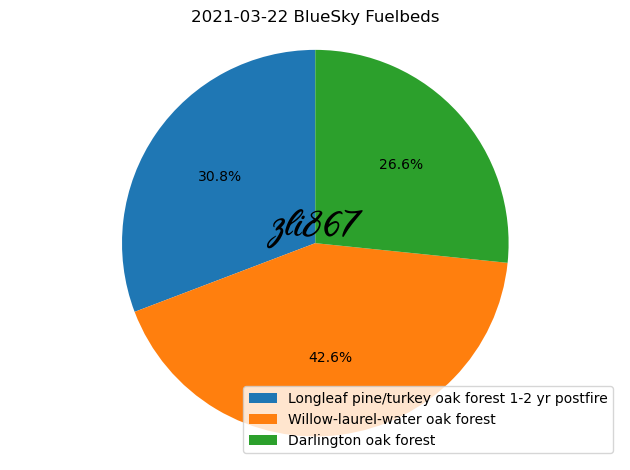 2021-03-22 BlueSky Fuelbeds
30.8%
26.6%
zli867
42.6%
Longleaf pine/turkey oak forest 1-2 yr postfire
Willow-laurel-water oak forest
Darlington oak forest